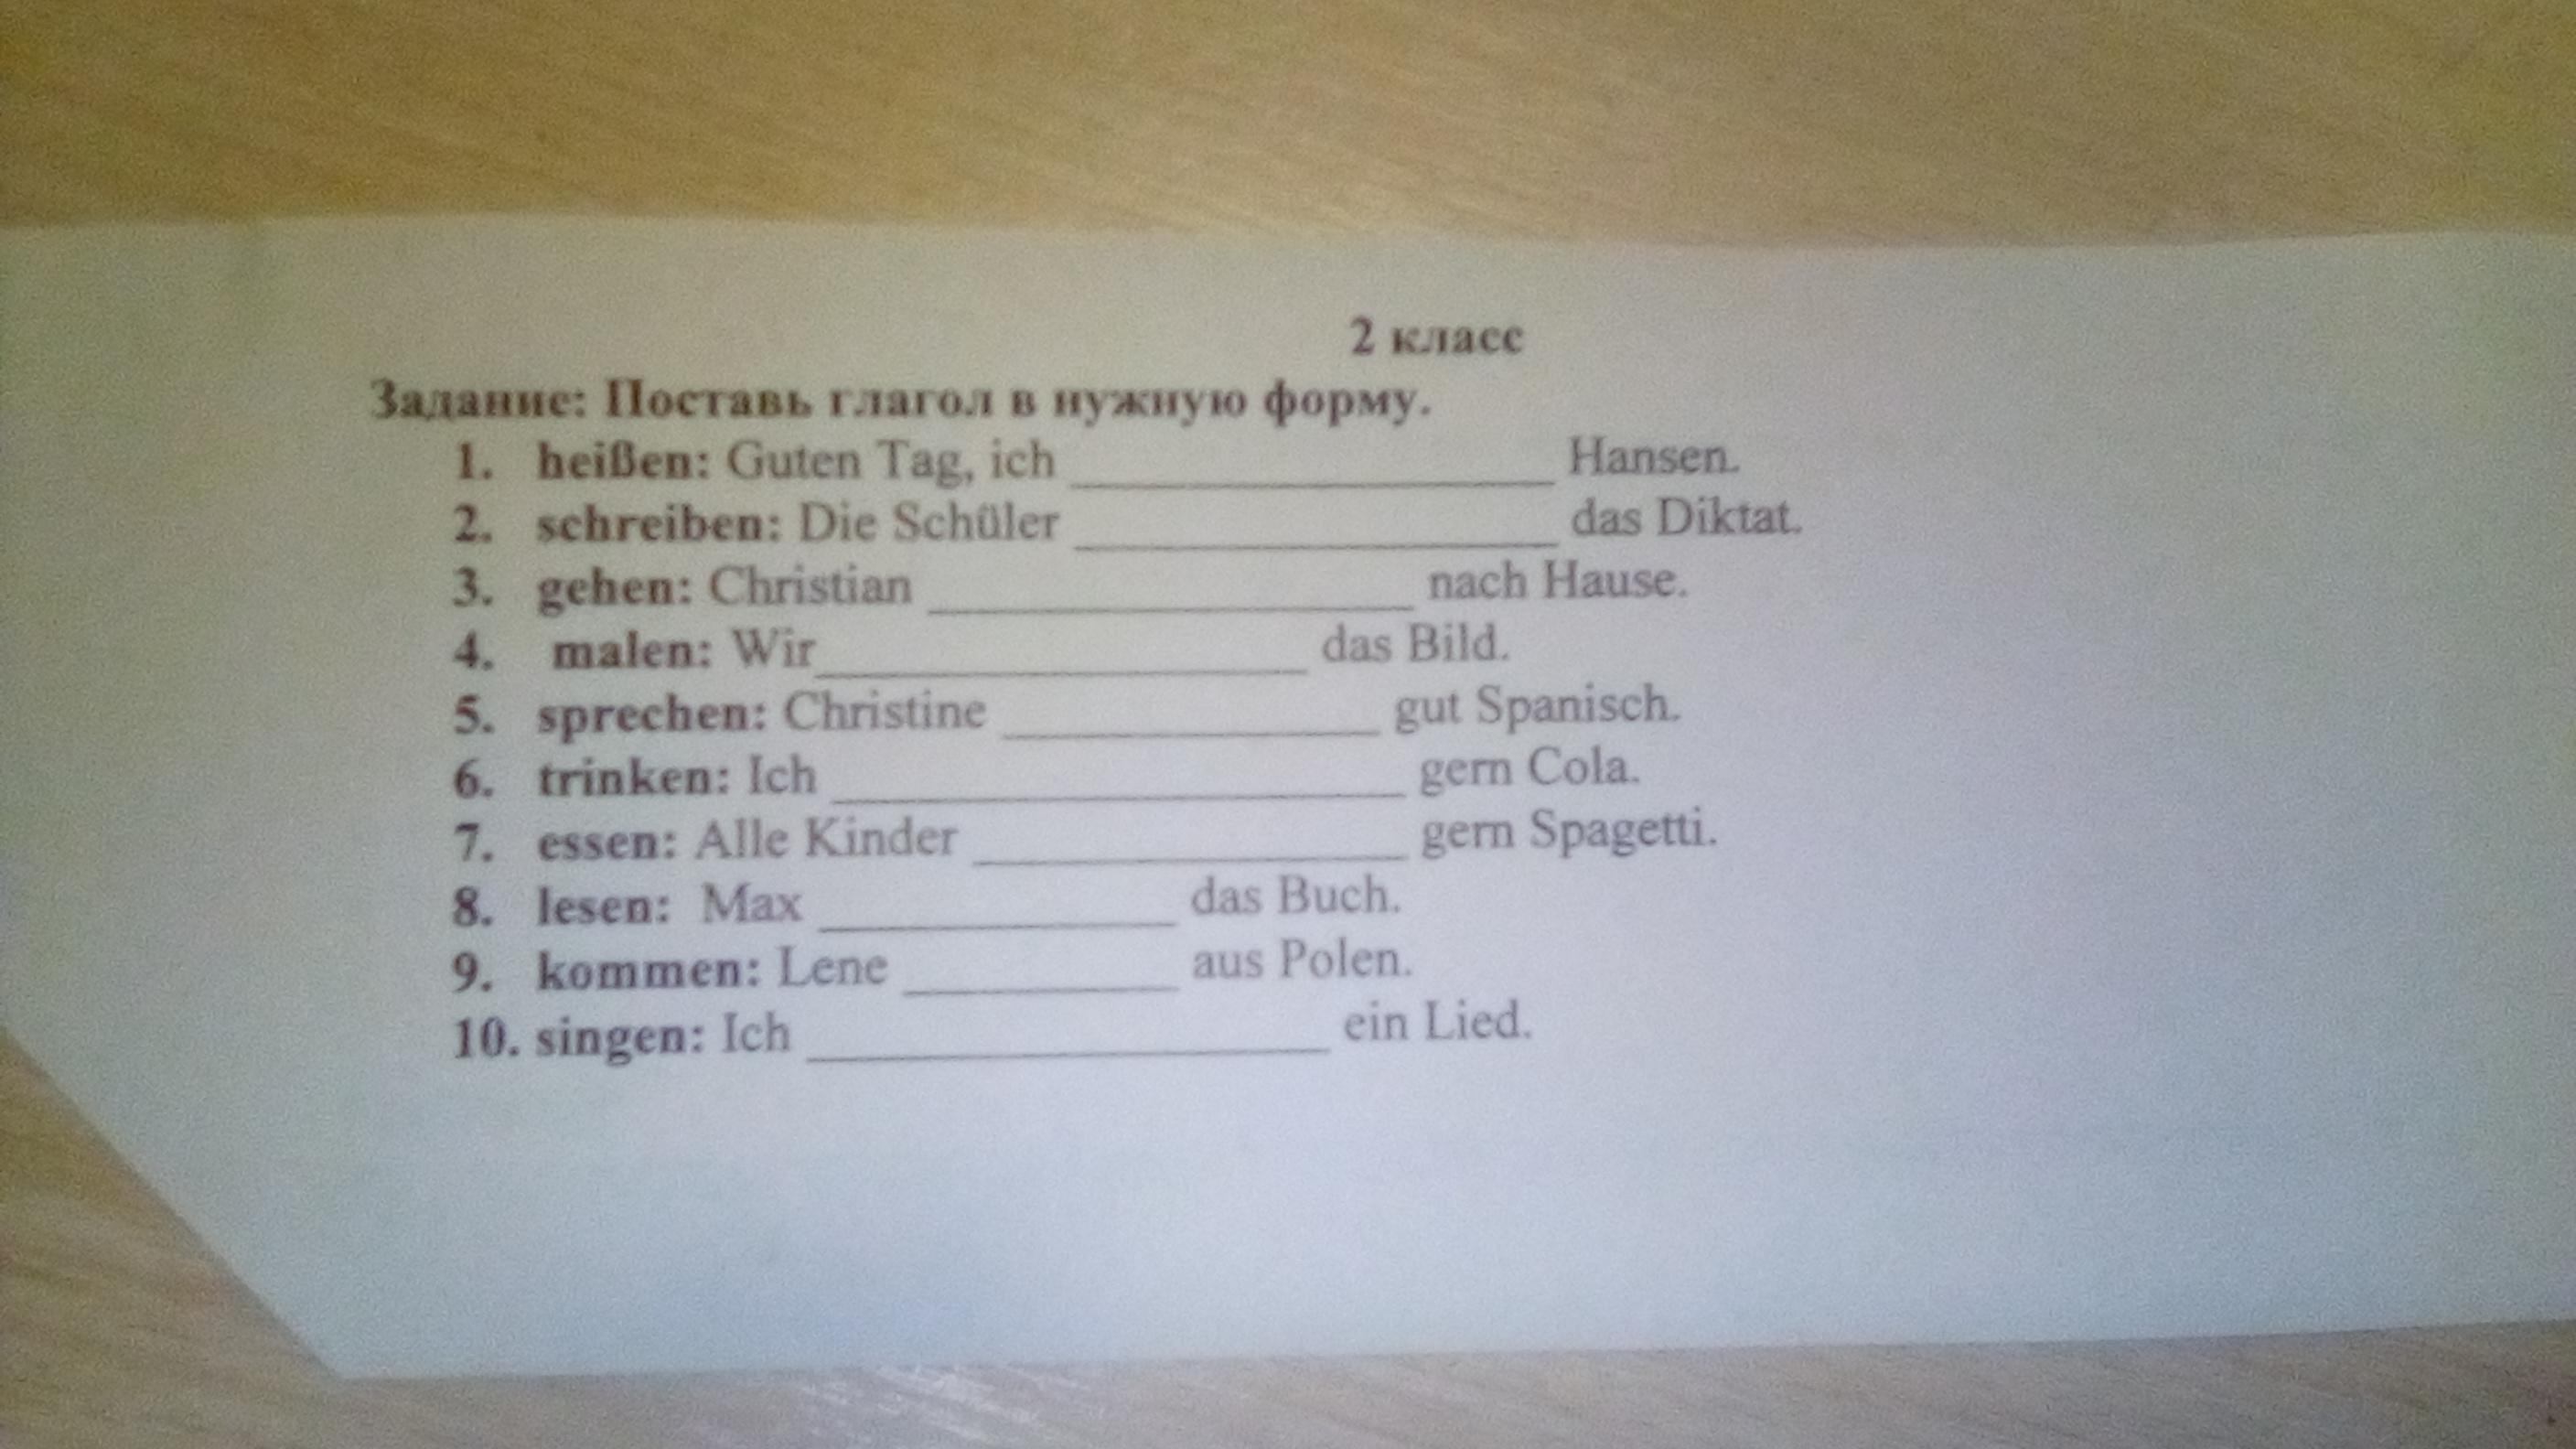 2 класс
Задание: Поставь глагол в нужную форму.
1. heißen: Guten Tag, ich ____________________ Hansen.
2. schreiben: Die Schüler ____________________ das Diktat.
3. gehen: Christian ____________________ nach Hause.
4. malen: Wir____________________ das Bild.
5. sprechen: Christine ________________ gut Spanisch.
6. trinken: Ich ________________________ gern Cola.
7. essen: Alle Kinder __________________ gern Spagetti.
8. lesen: Max _______________ das Buch.
9. kommen: Lene ___________ aus Polen.
10. singen: Ich ______________________ ein Lied.